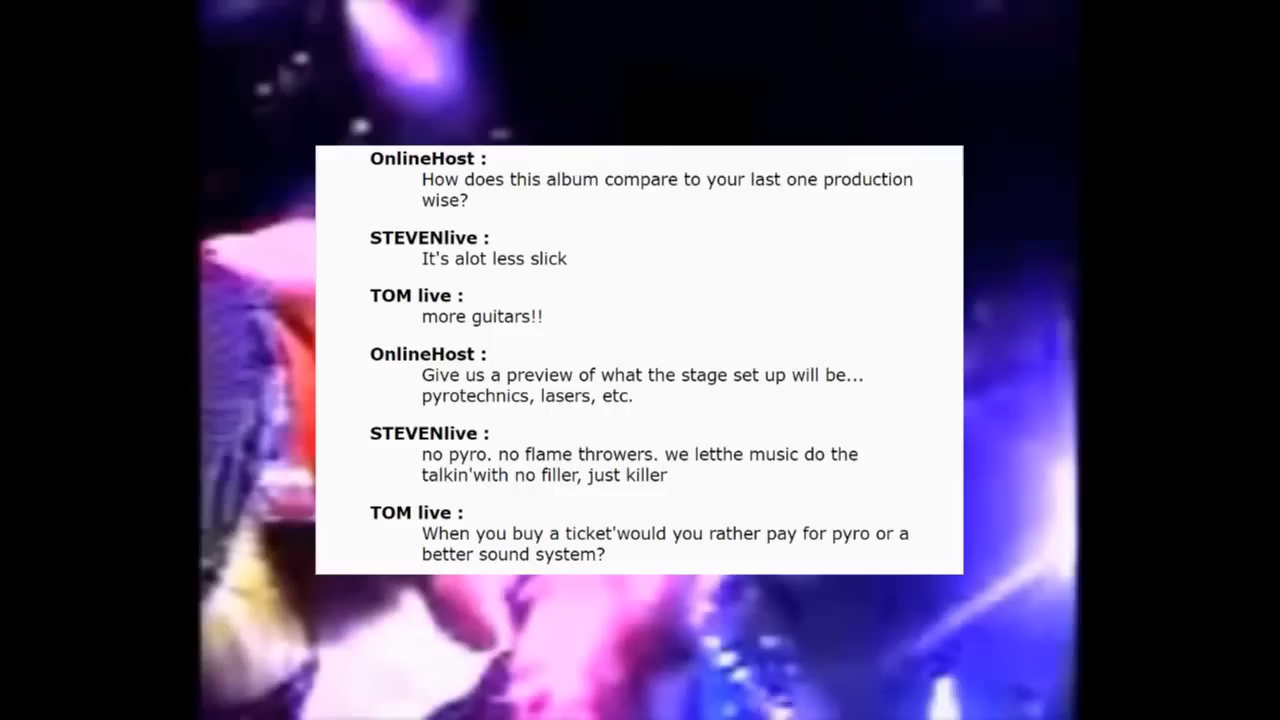 OnlineHost :
How does this album compare to your last one production
wise?
STEVENlive :
It's alot less slick
TOM live :
more guitars!!
OnlineHost :
Give us a preview of what the stage set up will be...
pyrotechnics, lasers, etc.
STEVENlive :
no pyro. no flame throwers. we letthe music do the
talkin'with no filler, just killer
TOM live :
When you buy a ticket'would you rather pay for pyro or a
better sound system?